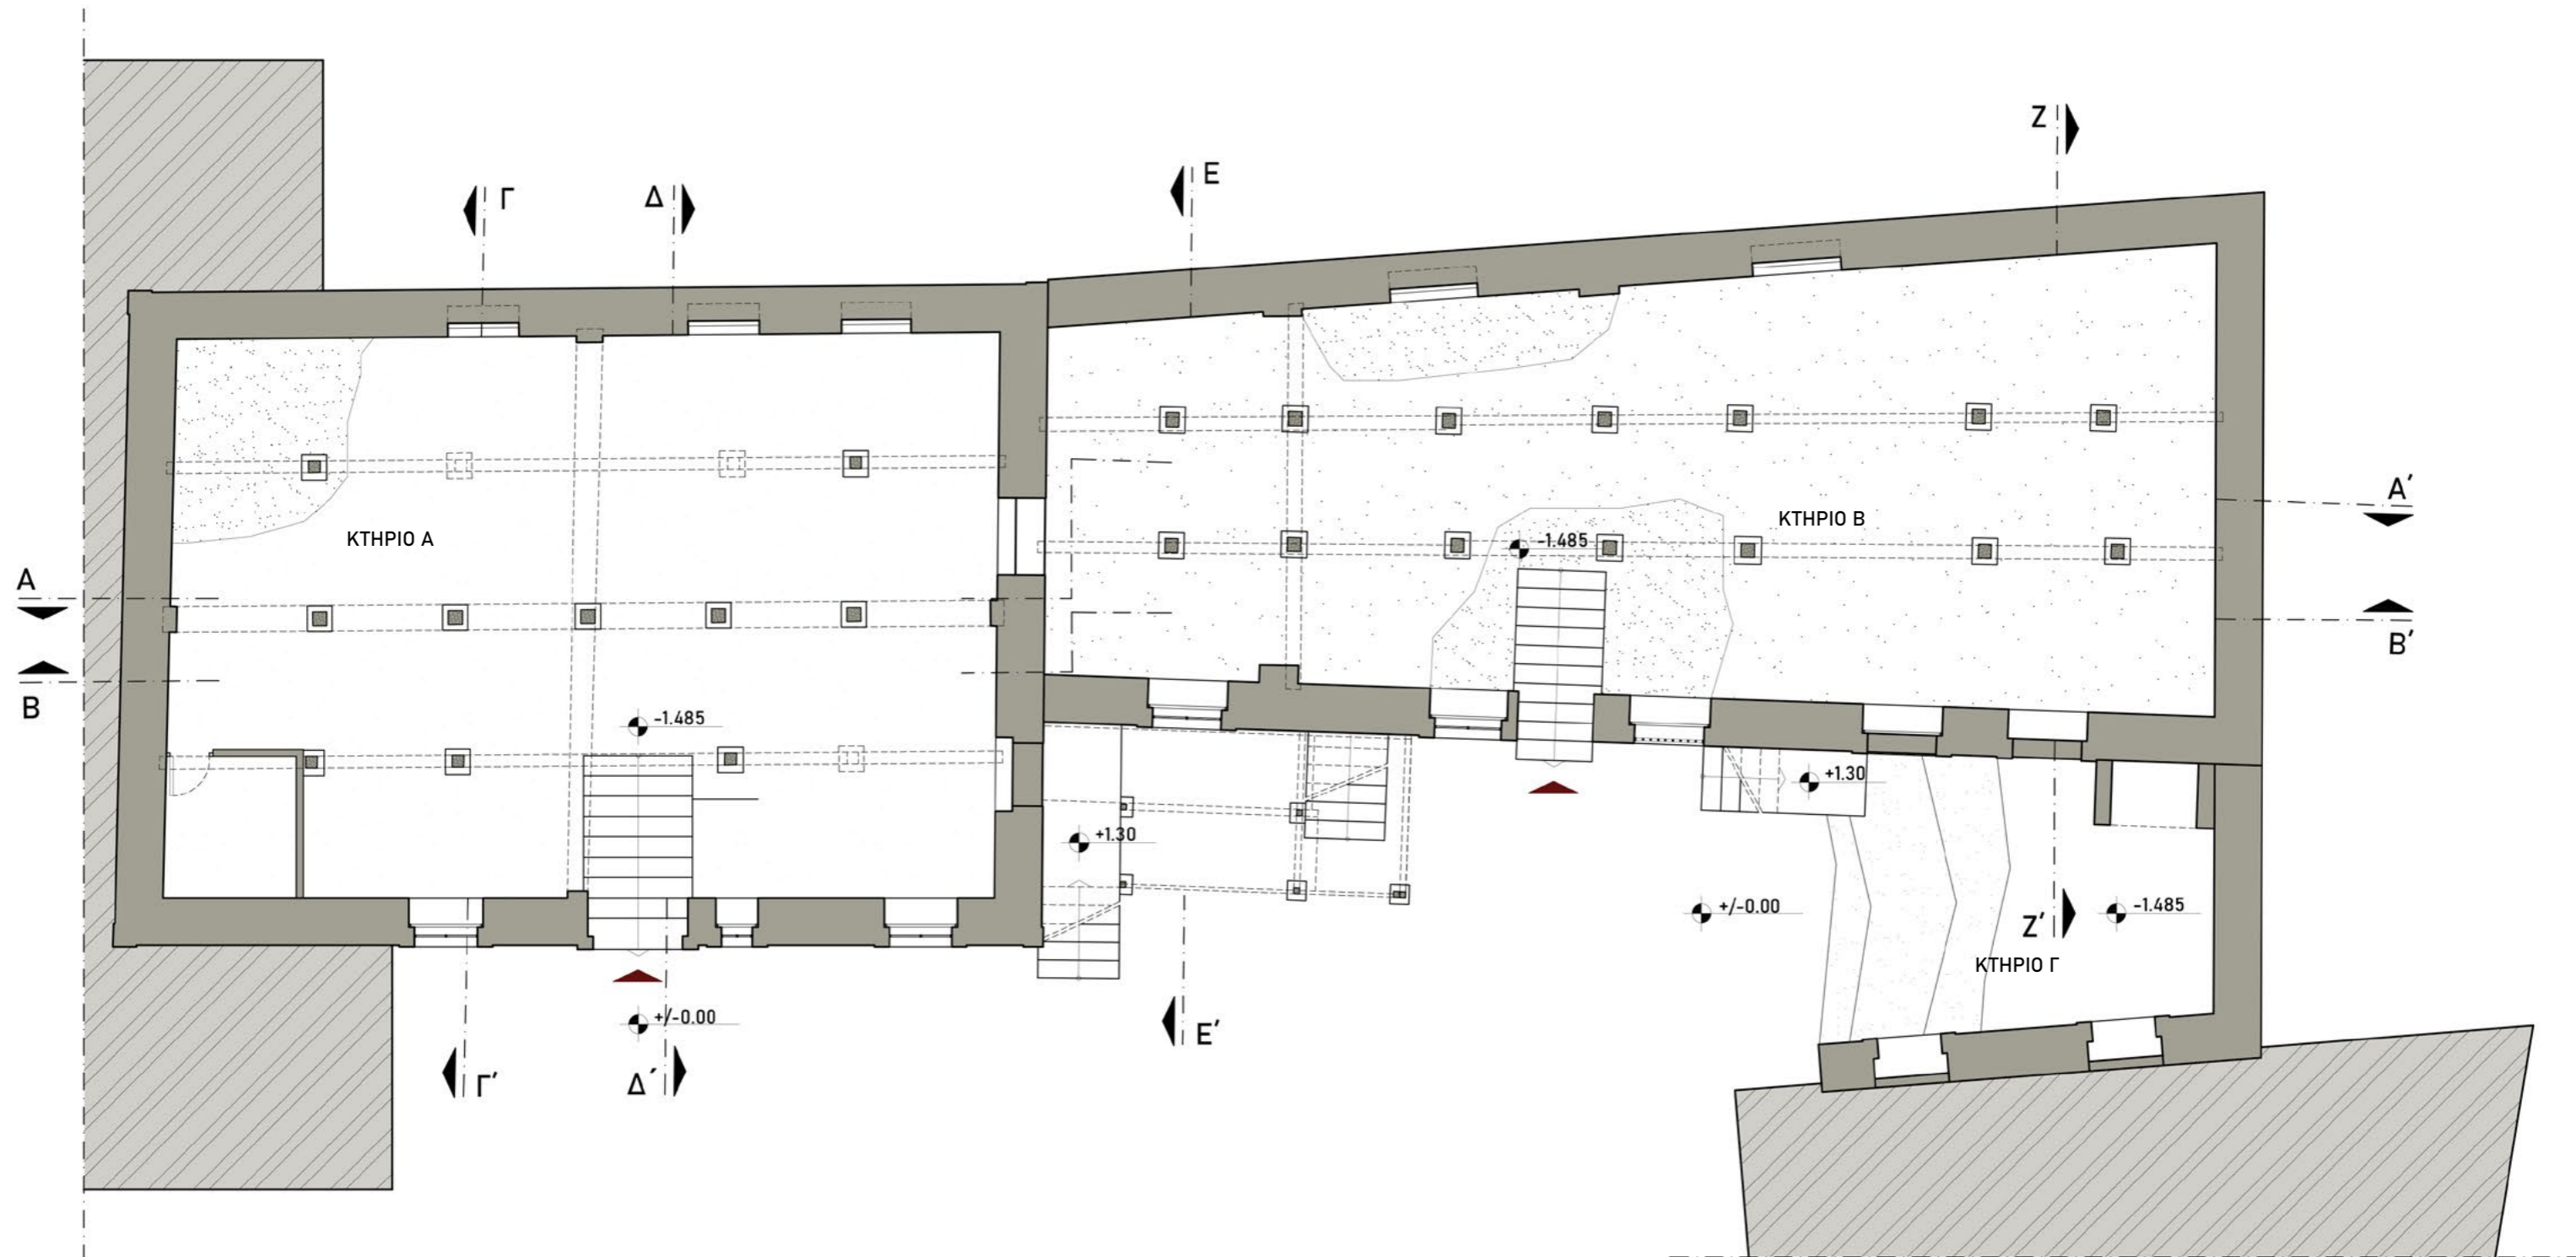 Z
E
Γ
Δ
A′
ΚΤΗΡΙΟ Β
-1.485
ΚΤΗΡΙΟ Α
A
B′
B
-1.485
+1.30
+1.30
+/-0.00
-1.485
Z′
ΚΤΗΡΙΟ Γ
+/-0.00
E′
Γ′
Δ´